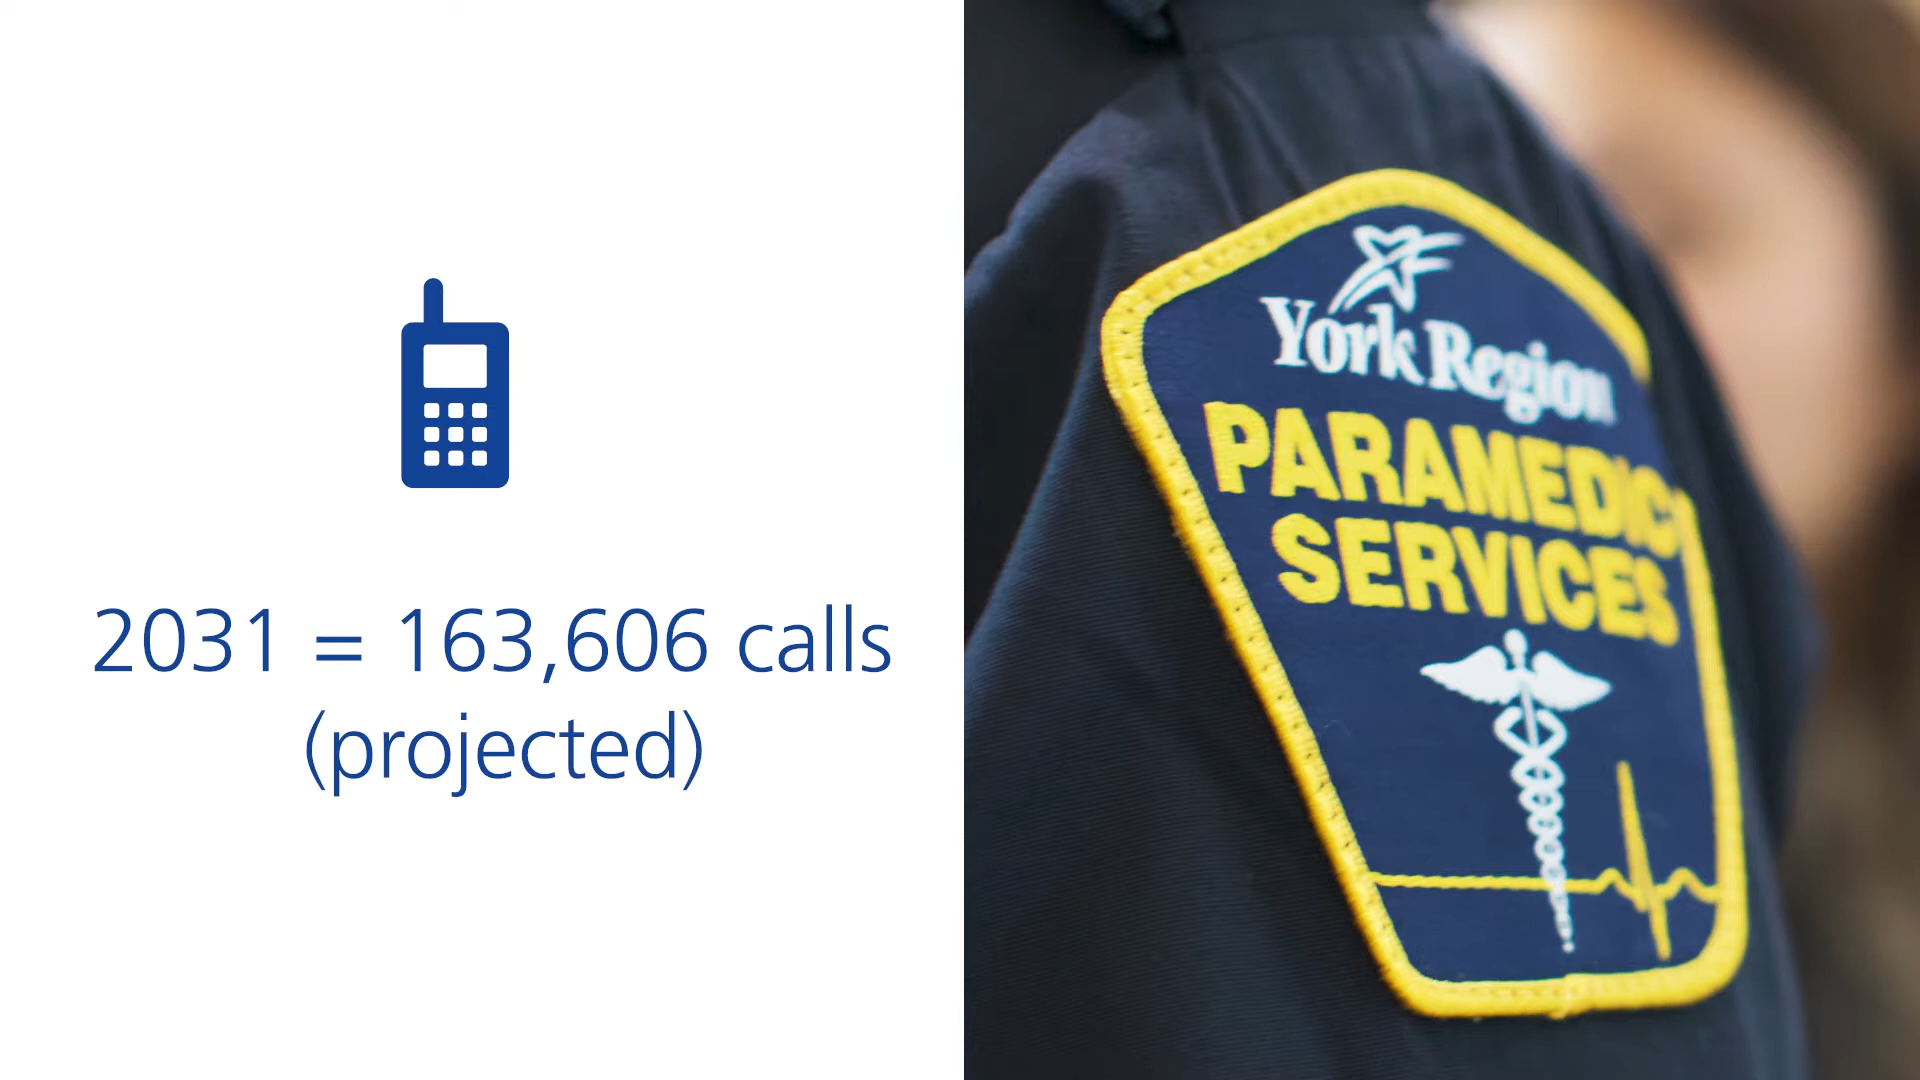 2031 = 163,606 calls
(projected)
York Region
PARAMEDIC
SERVICES